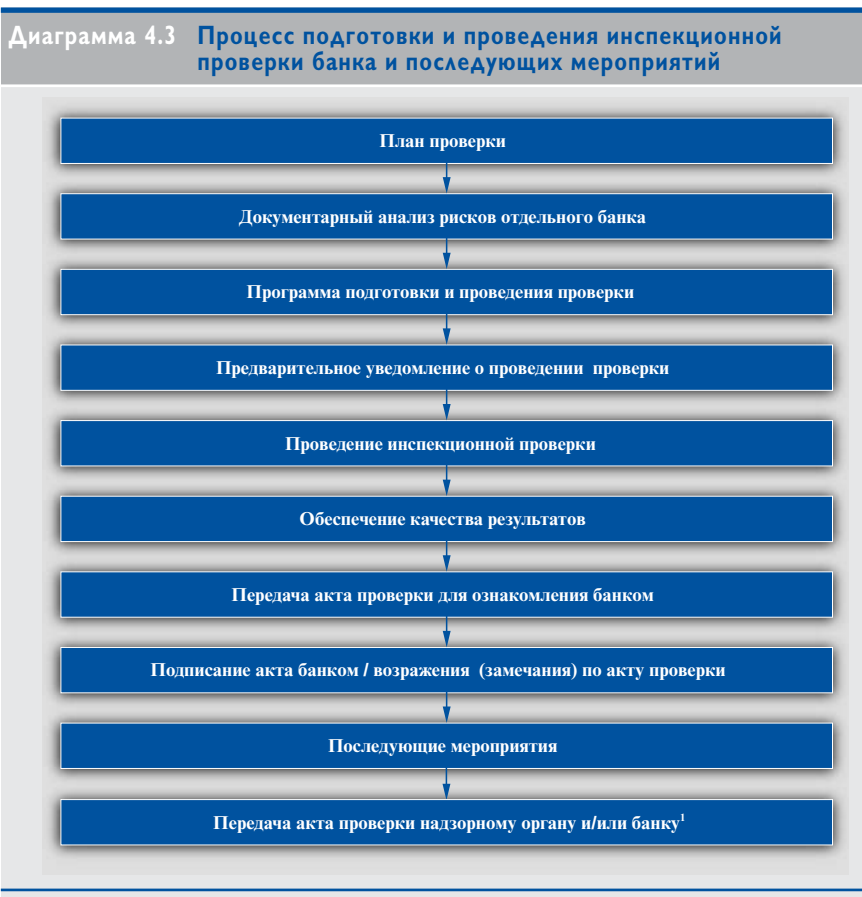 Диаграмма 4.3 Процесс подготовки и проведения инспекционной
проверки банка и последующих мероприятий
План проверки
Документарный анализ рисков отдельного банка
Программа подготовки и проведения проверки
Предварительное уведомление о проведении проверки
Проведение инспекционной проверки
Обеспечение качества результатов
Передача акта проверки для ознакомления банком
Подписание акта банком / возражения (замечания) по акту проверки
Последующие мероприятия
Передача акта проверки надзорному органу и/или банку¹